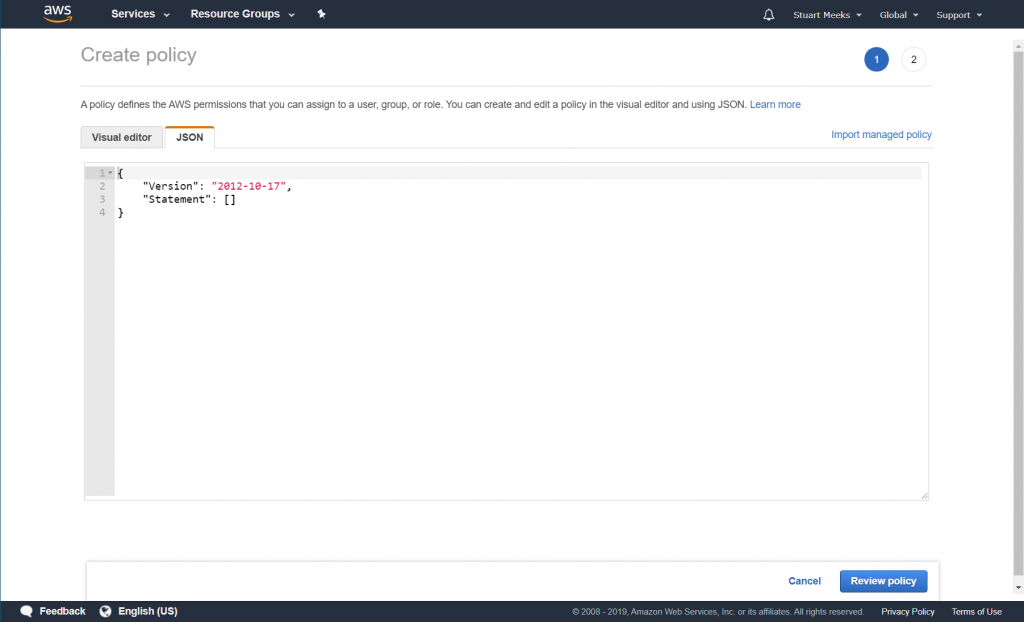 aws Services Resource Groups Stuart Meeks Global Support
Create policy
1 2
A policy defines the AWS permissions that you can assign to a user, group, or role. You can create and edit a policy in the visual editor and using JSON. Learn more
Visual editor JSON Import managed policy
1 {
2 "Version": "2012-10-17",
3 "Statement": []
4 }
Cancel Review policy
Feedback English (US) © 2008 - 2019, Amazon Web Services, Inc. or its affiliates. All rights reserved. Privacy Policy Terms of Use